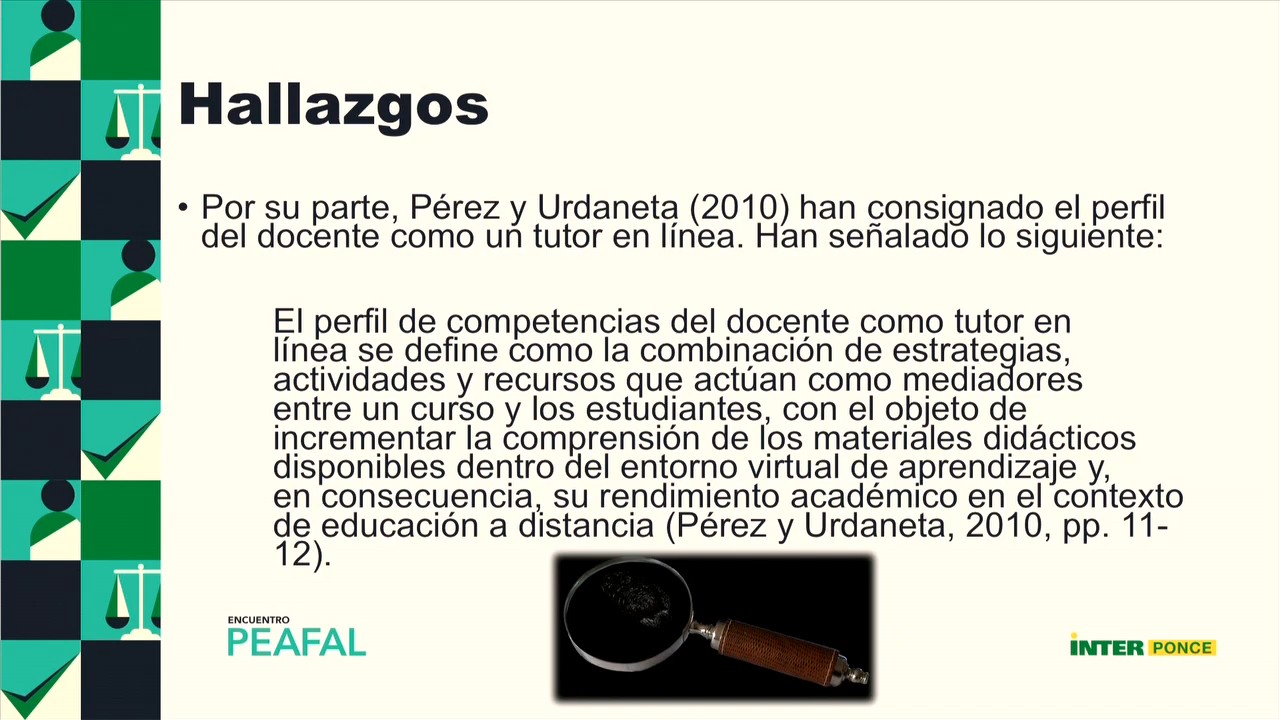 Hallazgos
• Por su parte, Pérez y Urdaneta (2010) han consignado el perfil
del docente como un tutor en línea. Han señalado lo siguiente:
El perfil de competencias del docente como tutor en
línea se define como la combinación de estrategias,
actividades y recursos que actúan como mediadores
entre un curso y los estudiantes, con el objeto de
incrementar la comprensión de los materiales didácticos
disponibles dentro del entorno virtual de aprendizaje y,
en consecuencia, su rendimiento académico en el contexto
de educación a distancia (Pérez y Urdaneta, 2010, pp. 11-
12).
ENCUENTRO
PEAFAL
INTER PONCE